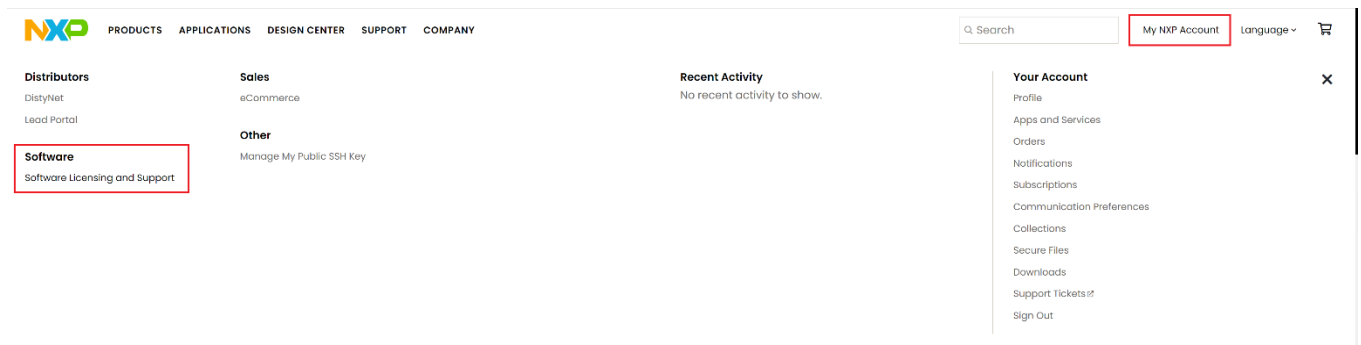 NXP PRODUCTS APPLICATIONS DESIGN CENTER SUPPORT COMPANY Search My NXP Account Language
Distributors
DistyNet
Lead Portal
Software
Software Licensing and Support
Sales
eCommerce
Other
Manage My Public SSH Key
Recent Activity
No recent activity to show.
Your Account
Profile
Apps and Services
Orders
Notifications
Subscriptions
Communication Preferences
Collections
Secure Files
Downloads
Support Tickets
Sign Out